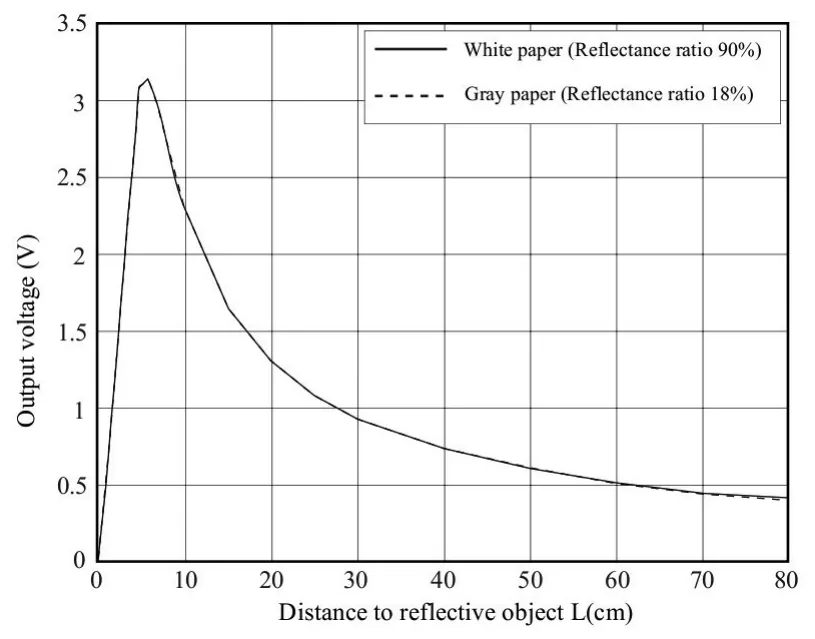 3.5
3
2.5
2
1.5
1
0.5
0
Output voltage (V)
White paper (Reflectance ratio 90%)
Gray paper (Reflectance ratio 18%)
0 10 20 30 40 50 60 70 80
Distance to reflective object L(cm)